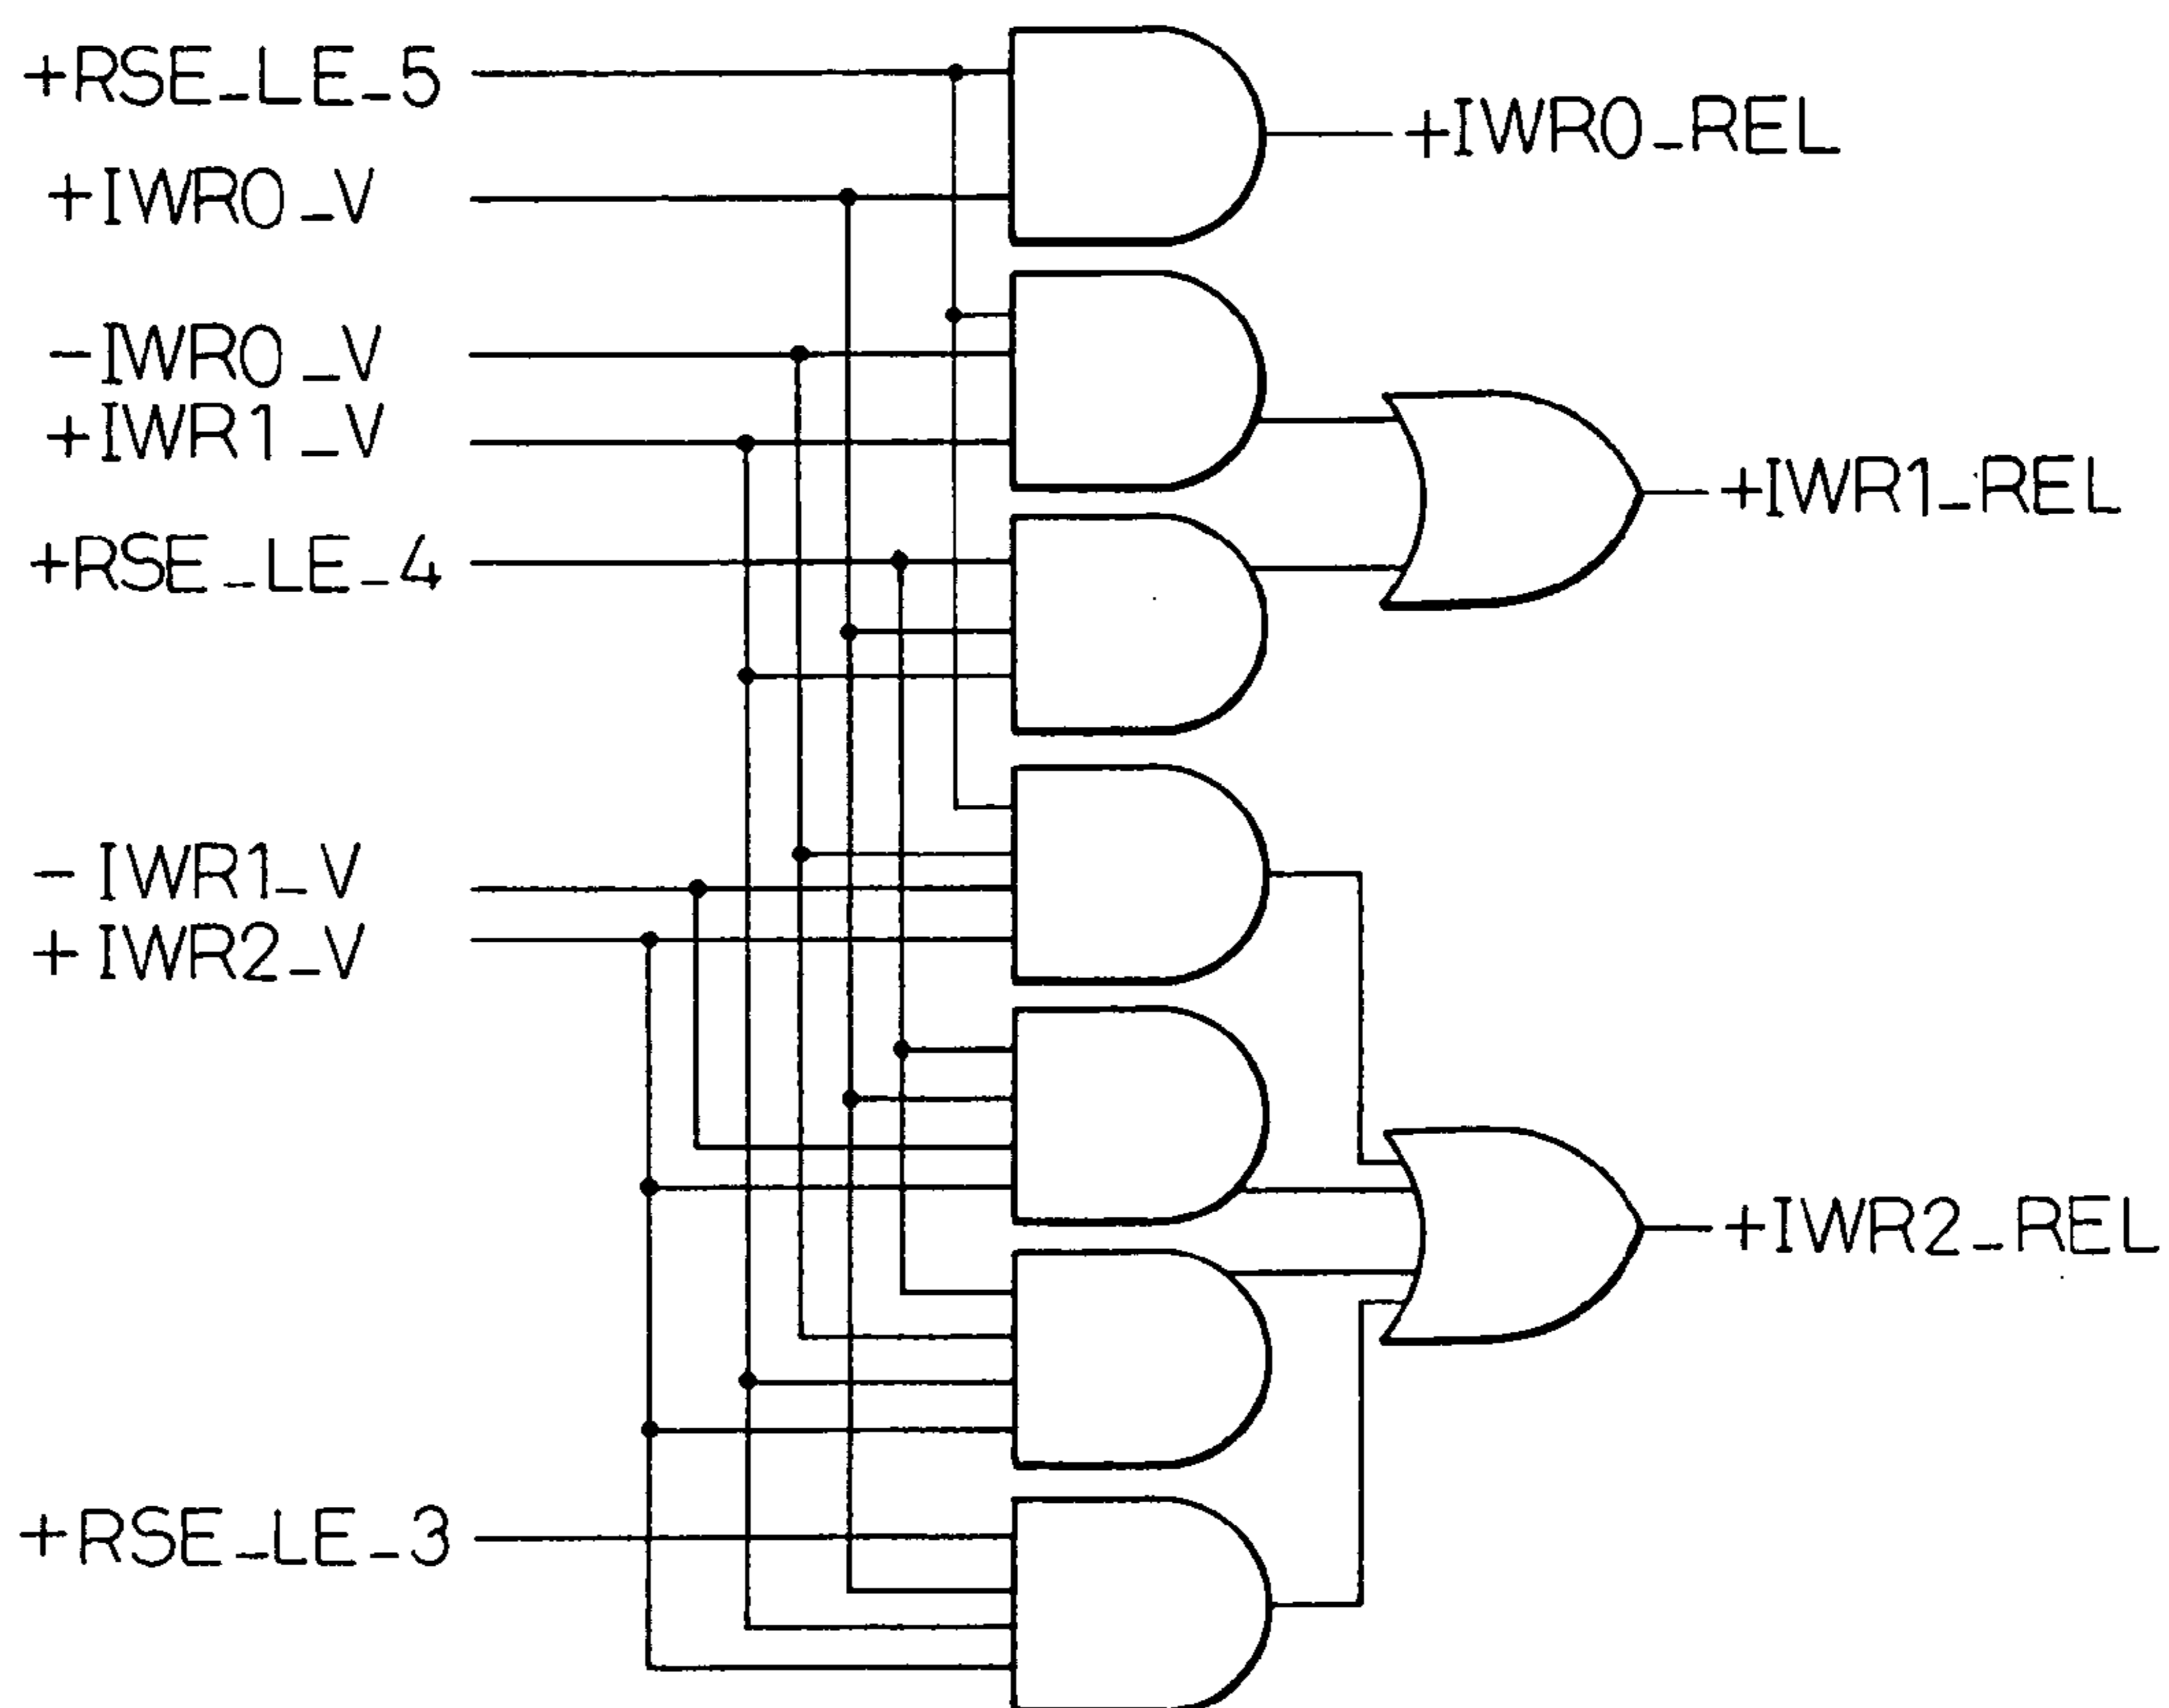 +RSE_LE_5
+IWR0_REL
+IWR0_V
-IWR0_V
+IWR1_V
+IWR1_REL
+RSE_LE_4
-IWR1_V
+IWR2_V
+IWR2_REL
+RSE_LE_3